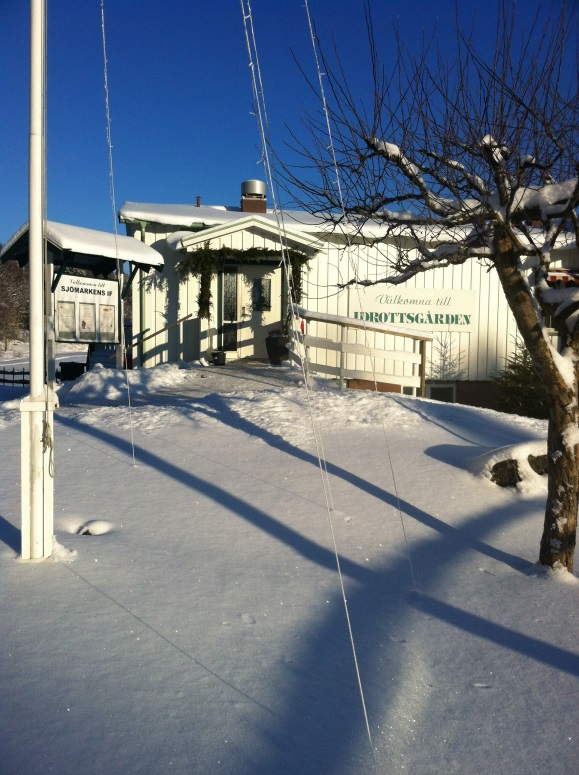 Välkommen till
SJÖMARKENS IF
Välkomna till
IDROTTSGÅRDEN